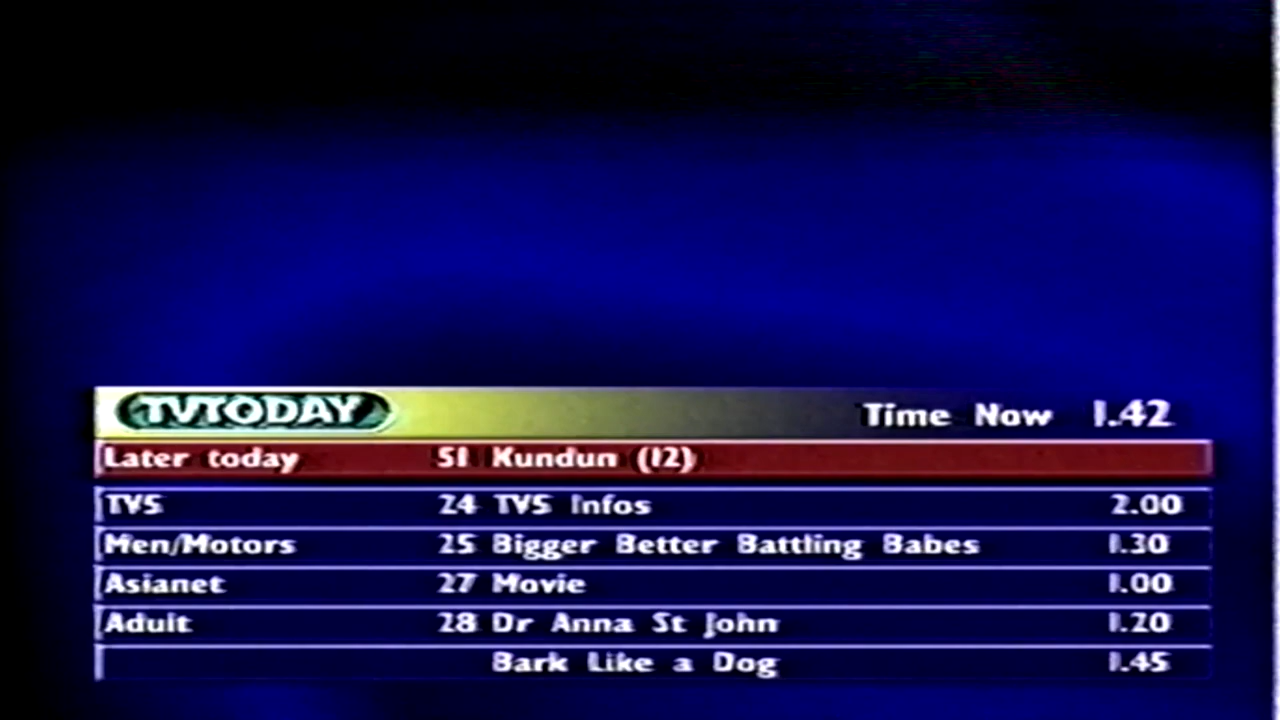 TVTODAY Time Now 1.42
Later today 51 Kundun (12)
TV5 24 TV5 Infos 2.00
Men/Motors 25 Bigger Better Battling Babes 1.30
Asianet 27 Movie 1.00
Adult 28 Dr Anna St John 1.20
Bark Like a Dog 1.45